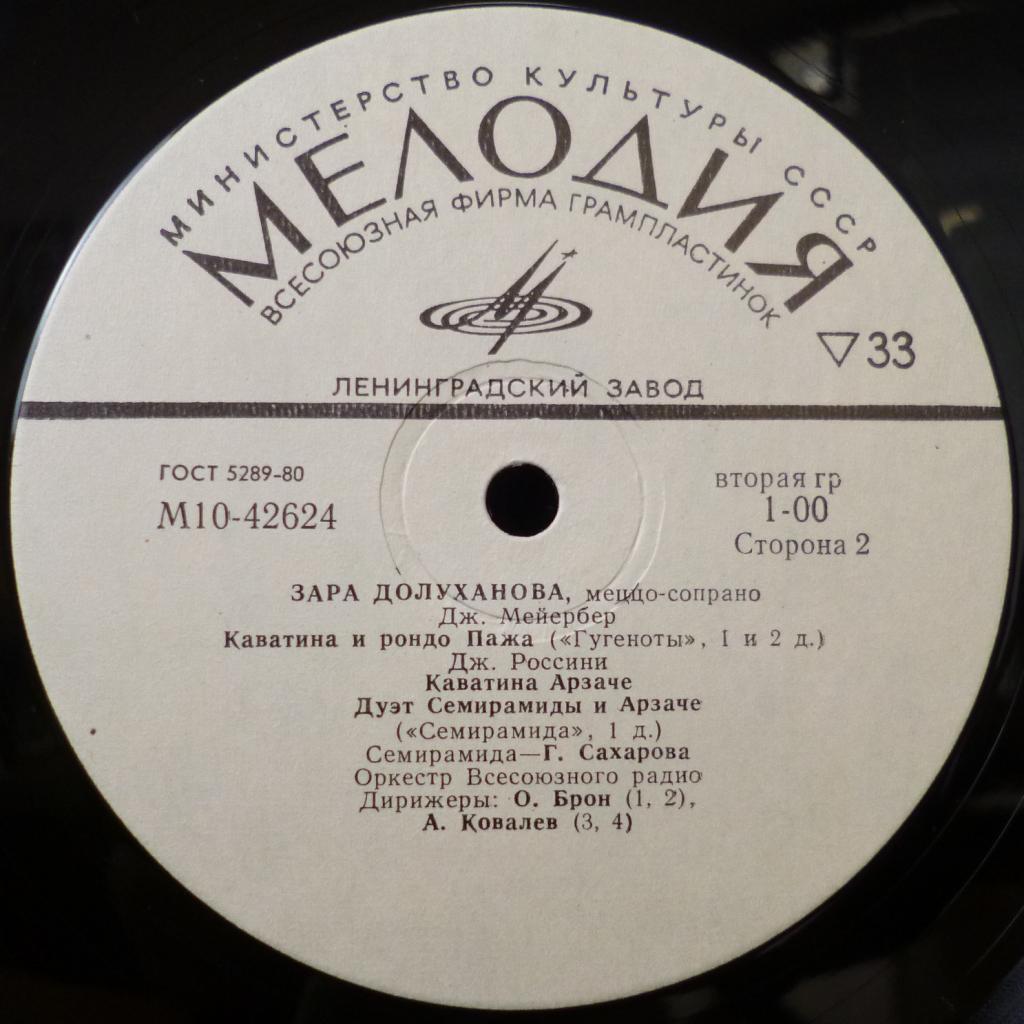 МИНИСТЕРСТВО КУЛЬТУРЫ СССР
МЕЛОДИЯ
ВСЕСОЮЗНАЯ ФИРМА ГРАМПЛАСТИНОК
▽33
ЛЕНИНГРАДСКИЙ ЗАВОД
ГОСТ 5289-80
М10-42624
вторая гр
1-00
Сторона 2
ЗАРА ДОЛУХАНОВА, меццо-сопрано
Дж. Мейербер
Каватина и рондо Пажа («Гугеноты», 1 и 2 д.)
Дж. Россини
Каватина Арзаче
Дуэт Семирамиды и Арзаче
(«Семирамида», 1 д.)
Семирамида—Г. Сахарова
Оркестр Всесоюзного радио
Дирижеры: О. Брон (1, 2),
А. Ковалев (3, 4)